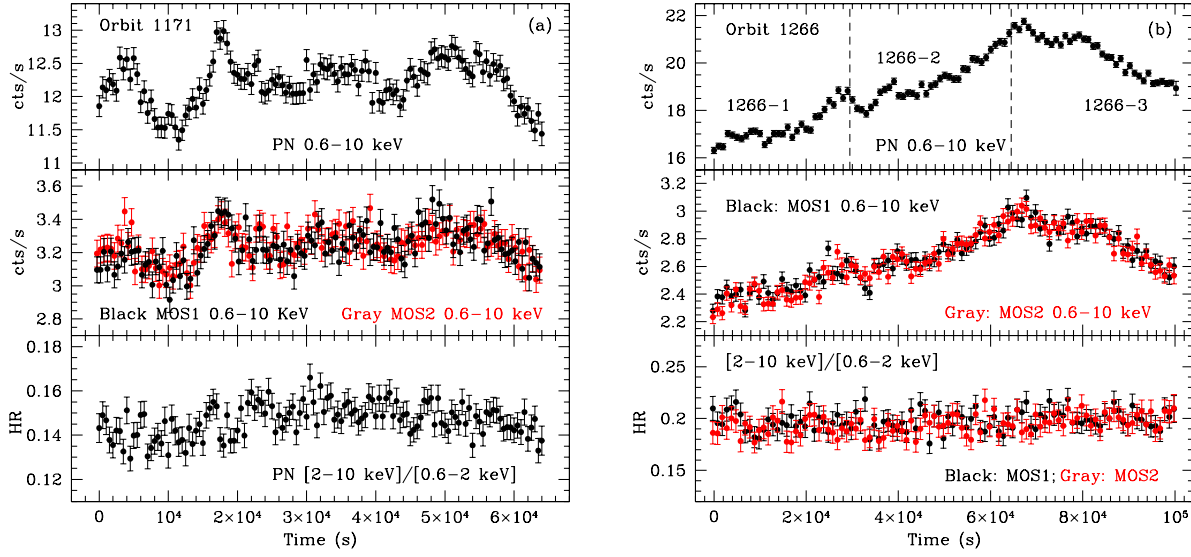 Orbit 1171
(a)
13
12.5
12
11.5
11
cts/s
PN 0.6−10 keV
3.6
3.4
3.2
3
2.8
cts/s
Black MOS1 0.6−10 Kev
Gray MOS2 0.6−10 keV
0.18
0.16
0.14
0.12
HR
PN [2−10 keV]/[0.6−2 keV]
0
10⁴
2×10⁴
3×10⁴
4×10⁴
5×10⁴
6×10⁴
Time (s)
Orbit 1266
(b)
22
20
18
16
cts/s
1266−1
1266−2
1266−3
PN 0.6−10 keV
3.2
3
2.8
2.6
2.4
2.2
cts/s
Black: MOS1 0.6−10 keV
Gray: MOS2 0.6−10 keV
[2−10 keV]/[0.6−2 keV]
0.25
0.2
0.15
HR
Black: MOS1; Gray: MOS2
0
2×10⁴
4×10⁴
6×10⁴
8×10⁴
10⁵
Time (s)